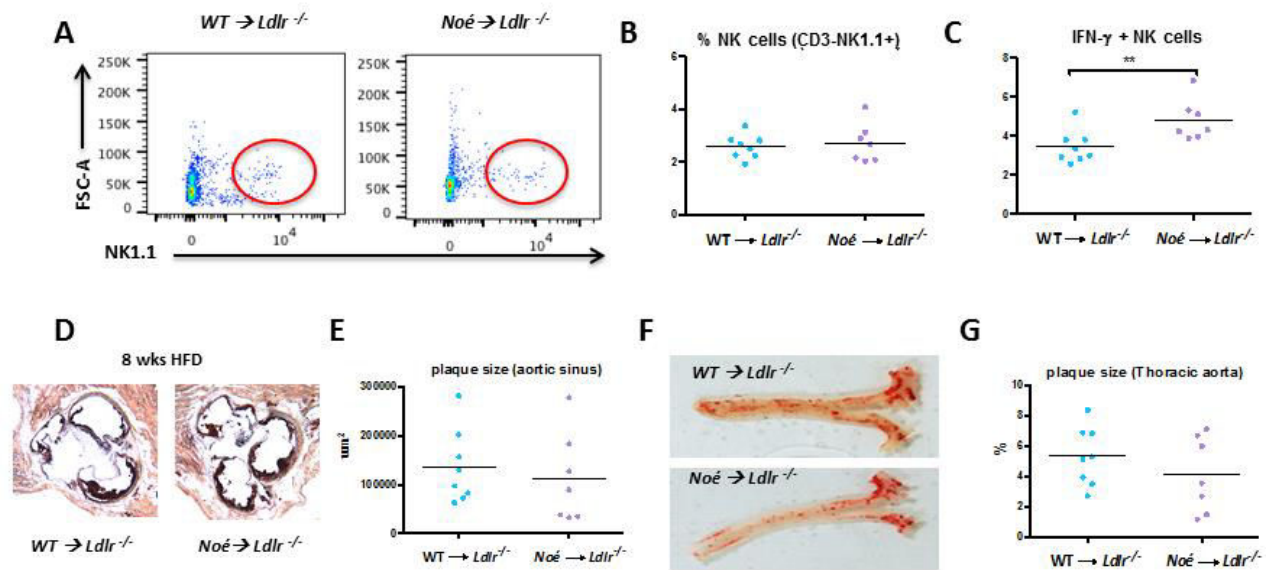 A
WT → Ldlr -/-
Noé → Ldlr -/-
FSC-A
250K
200K
150K
100K
50K
0
0
10⁴
250K
200K
150K
100K
50K
0
0
10⁴
NK1.1
B
% NK cells (CD3-NK1.1+)
6
4
2
0
WT → Ldlr-/-
Noé → Ldlr-/-
C
IFN-γ + NK cells
**
8
6
4
2
0
WT → Ldlr-/-
Noé → Ldlr-/-
D
8 wks HFD
WT → Ldlr -/-
Noé → Ldlr -/-
E
plaque size (aortic sinus)
um²
300000
200000
100000
0
WT → Ldlr-/-
Noé → Ldlr-/-
F
WT → Ldlr -/-
Noé → Ldlr -/-
G
plaque size (Thoracic aorta)
%
10
8
6
4
2
0
WT → Ldlr-/-
Noé → Ldlr-/-